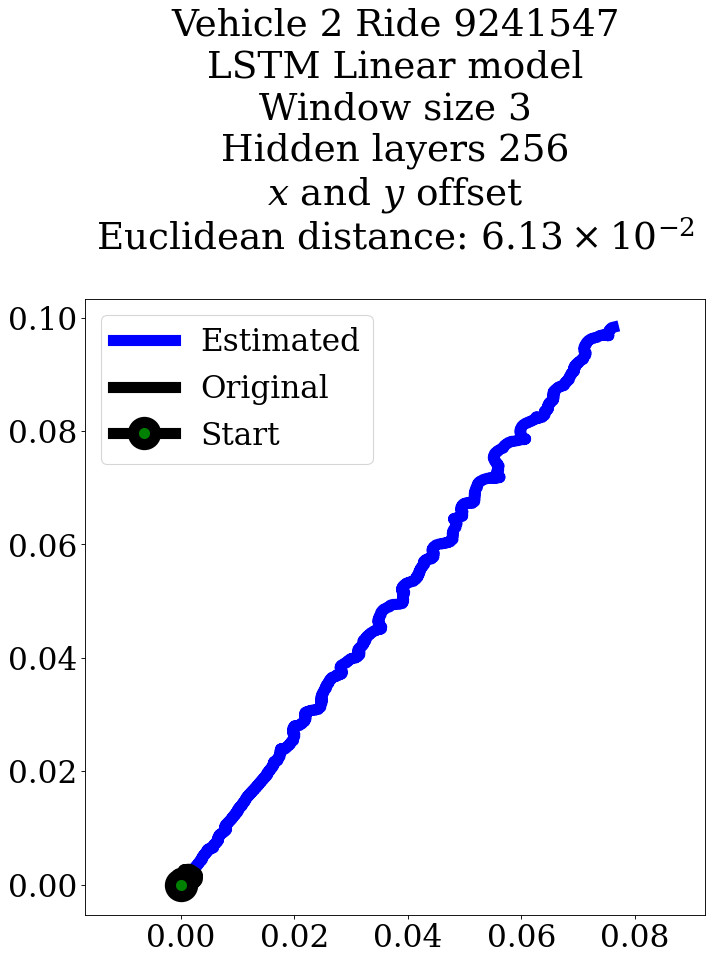 Vehicle 2 Ride 9241547
LSTM Linear model
Window size 3
Hidden layers 256
x and y offset
Euclidean distance: 6.13 × 10⁻²
Estimated
Original
Start
0.10
0.08
0.06
0.04
0.02
0.00
0.00 0.02 0.04 0.06 0.08